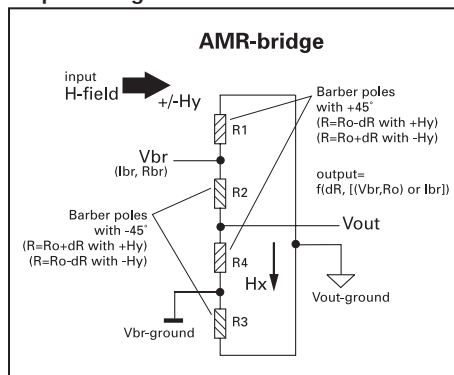 AMR-bridge
input
H-field
+/-Hy
Barber poles
with +45°
(R=Ro-dR with +Hy)
(R=Ro+dR with -Hy)
R1
Vbr
(Ibr, Rbr)
R2
output=
f(dR, [(Vbr,Ro) or Ibr])
Barber poles
with -45°
(R=Ro+dR with +Hy)
(R=Ro-dR with -Hy)
Vout
R4
Hx
Vout-ground
Vbr-ground
R3